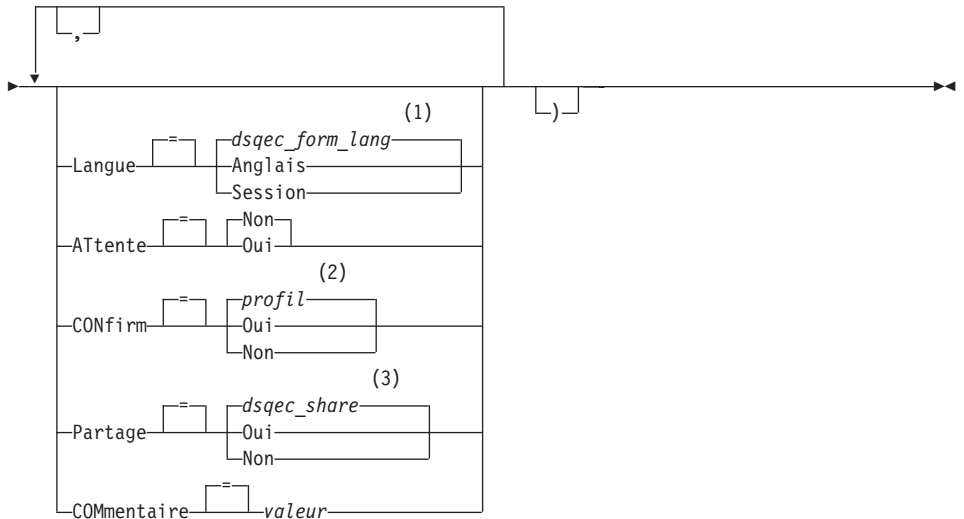 ,
(1)
= dsqec_form_lang
Langue Anglais
Session
= Non
ATtente Oui
(2)
= profil
CONfirm Oui
Non
(3)
= dsqec_share
Partage Oui
Non
=
COMmentaire valeur
)